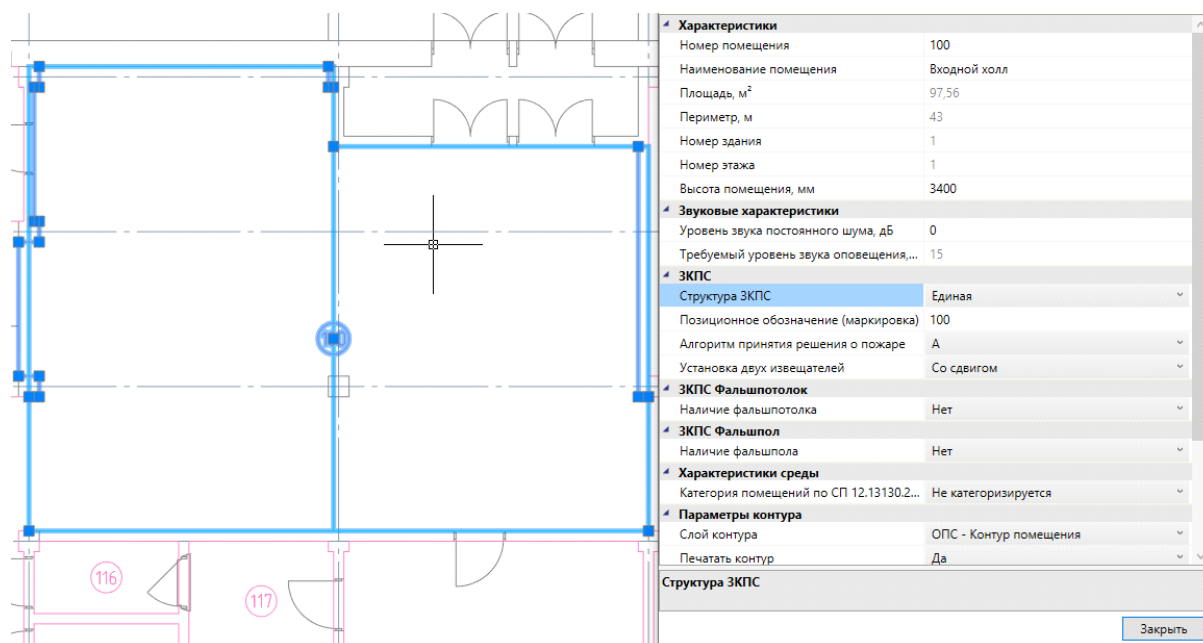 Характеристики
Номер помещения 100
Наименование помещения Входной холл
Площадь, м² 97,56
Периметр, м 43
Номер здания 1
Номер этажа 1
Высота помещения, мм 3400
Звуковые характеристики
Уровень звука постоянного шума, дБ 0
Требуемый уровень звука оповещения,... 15
ЗКПС
Структура ЗКПС Единая
Позиционное обозначение (маркировка) 100
Алгоритм принятия решения о пожаре А
Установка двух извещателей Со сдвигом
ЗКПС Фальшпотолок
Наличие фальшпотолка Нет
ЗКПС Фальшпол
Наличие фальшпола Нет
Характеристики среды
Категория помещений по СП 12.13130.2... Не категоризируется
Параметры контура
Слой контура ОПС - Контур помещения
Печатать контур Да
Структура ЗКПС
Закрыть
116
117